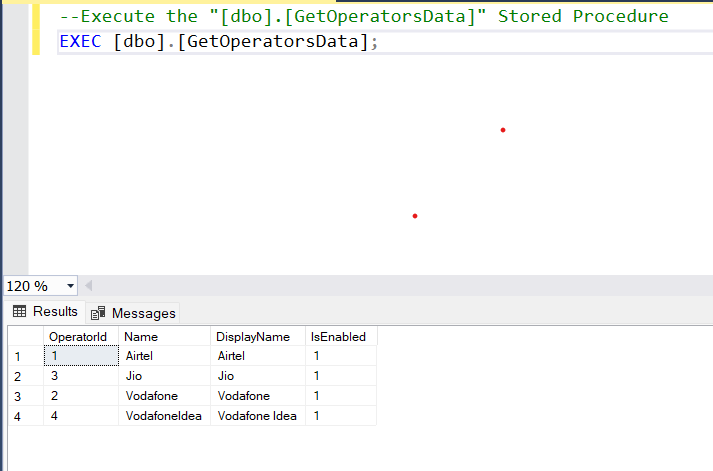 --Execute the "[dbo].[GetOperatorsData]" Stored Procedure
EXEC [dbo].[GetOperatorsData];
120 %
Results Messages
OperatorId Name DisplayName IsEnabled
1 1 Airtel Airtel 1
2 3 Jio Jio 1
3 2 Vodafone Vodafone 1
4 4 VodafoneIdea Vodafone Idea 1